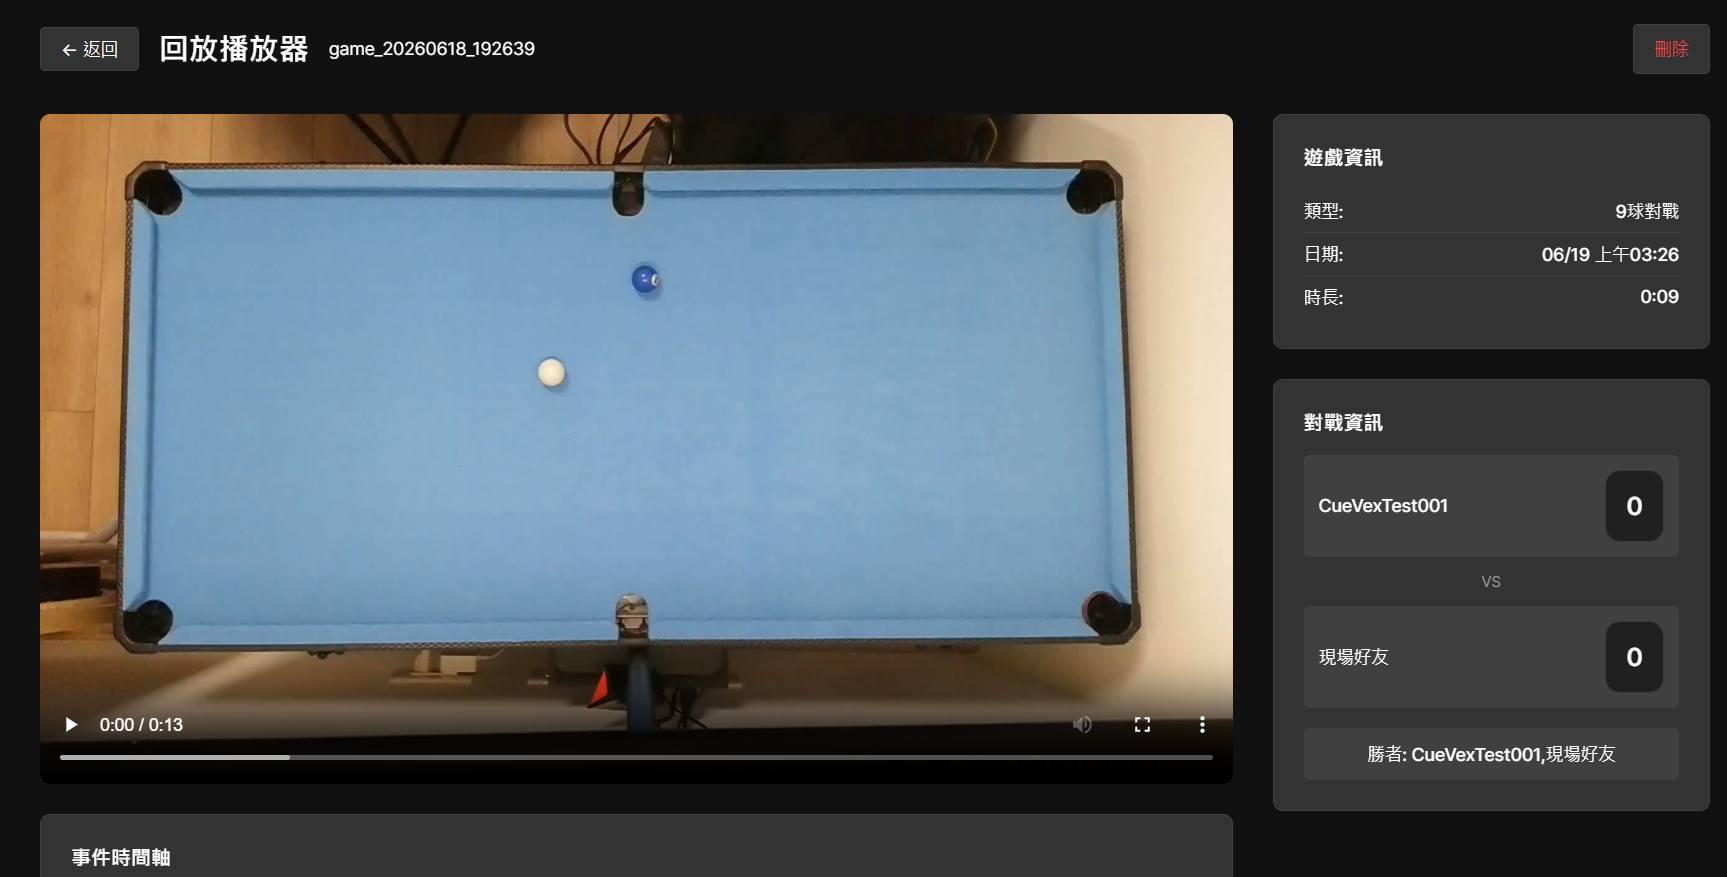 ← 返回
回放播放器
game_20260618_192639
刪除
遊戲資訊
類型:
9球對戰
日期:
06/19 上午03:26
時長:
0:09
對戰資訊
CueVexTest001
0
VS
現場好友
0
勝者: CueVexTest001,現場好友
0:00 / 0:13
事件時間軸